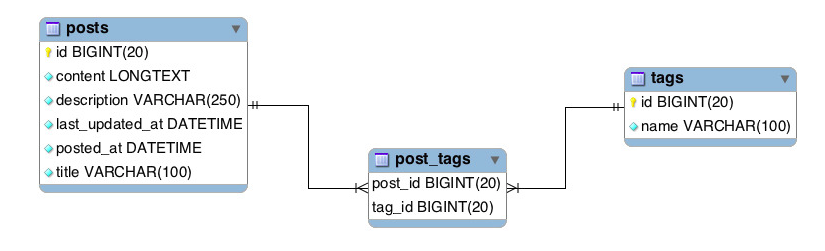 posts
id BIGINT(20)
content LONGTEXT
description VARCHAR(250)
last_updated_at DATETIME
posted_at DATETIME
title VARCHAR(100)
tags
id BIGINT(20)
name VARCHAR(100)
post_tags
post_id BIGINT(20)
tag_id BIGINT(20)